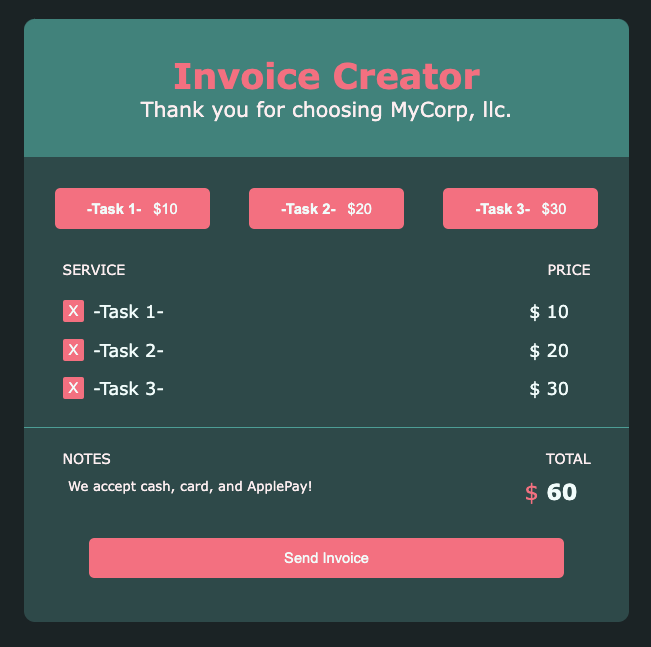 Invoice Creator
Thank you for choosing MyCorp, llc.
-Task 1- $10 -Task 2- $20 -Task 3- $30
SERVICE PRICE
X -Task 1- $ 10
X -Task 2- $ 20
X -Task 3- $ 30
NOTES TOTAL
We accept cash, card, and ApplePay! $ 60
Send Invoice